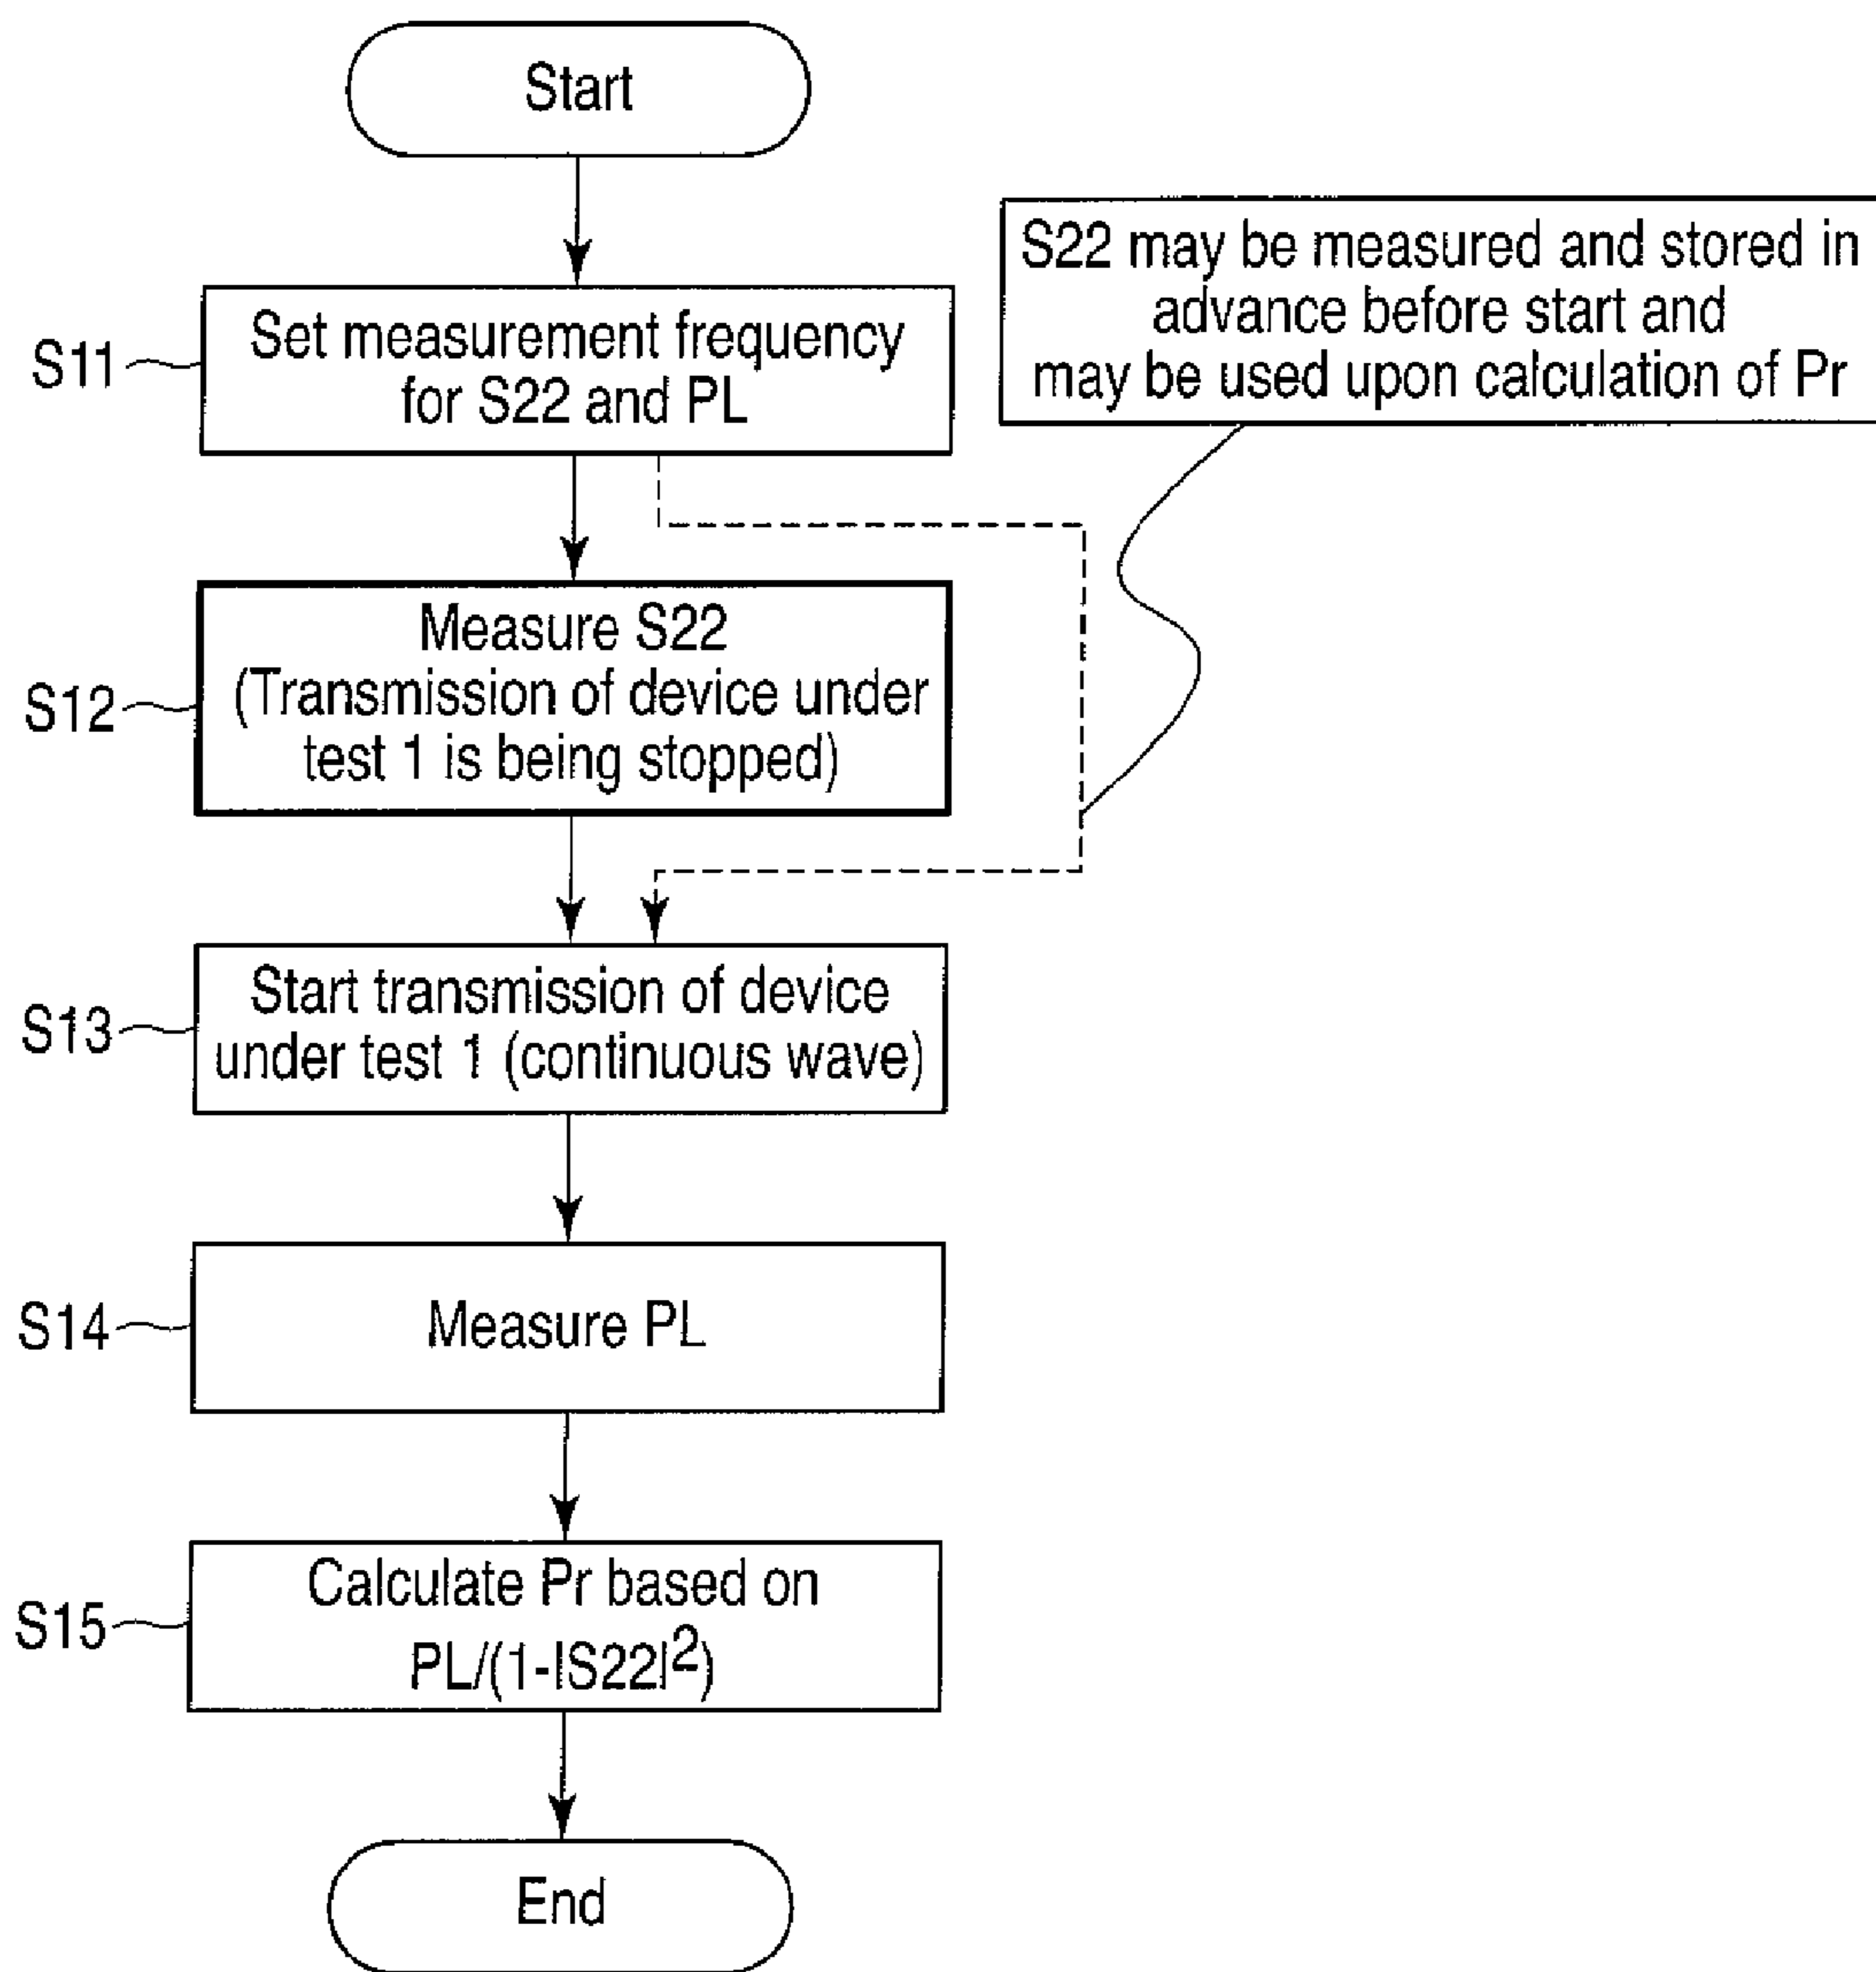 Start
S22 may be measured and stored in
advance before start and
may be used upon calculation of Pr
S11
Set measurement frequency
for S22 and PL
S12
Measure S22
(Transmission of device under
test 1 is being stopped)
S13
Start transmission of device
under test 1 (continuous wave)
S14
Measure PL
S15
Calculate Pr based on
PL/(1-|S22|²)
End